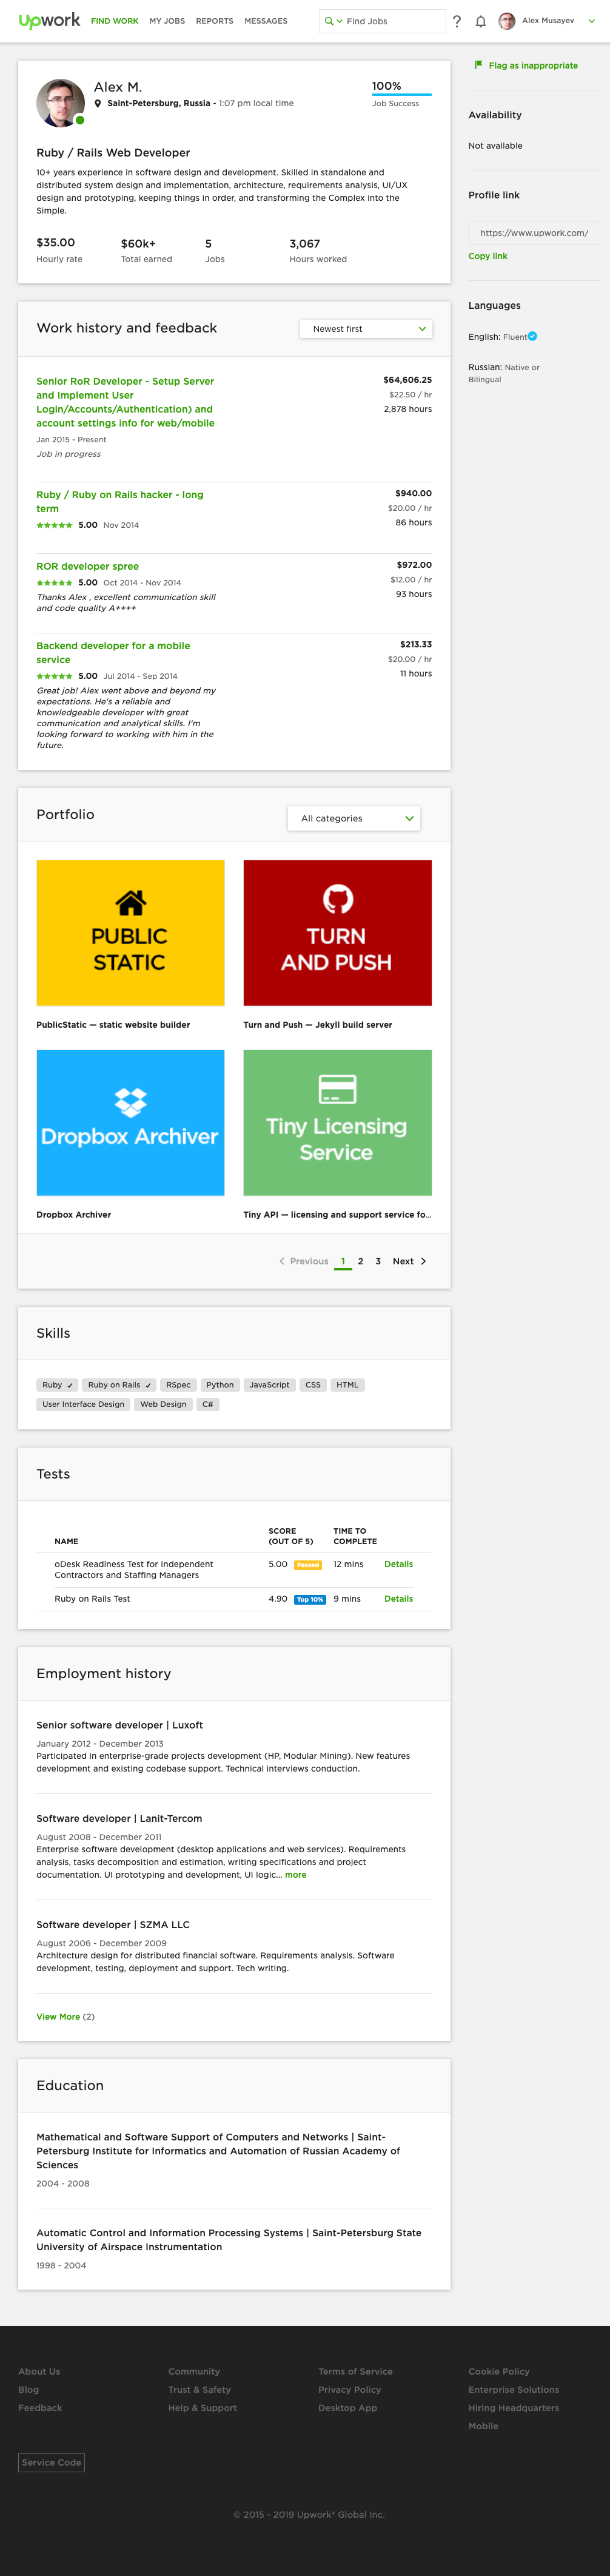 Upwork FIND WORK MY JOBS REPORTS MESSAGES Find Jobs ? Alex Musayev
Flag as inappropriate
Alex M.
Saint-Petersburg, Russia - 1:07 pm local time
100%
Job Success
Ruby / Rails Web Developer
10+ years experience in software design and development. Skilled in standalone and
distributed system design and implementation, architecture, requirements analysis, UI/UX
design and prototyping, keeping things in order, and transforming the Complex into the
Simple.
$35.00 $60k+ 5 3,067
Hourly rate Total earned Jobs Hours worked
Availability
Not available
Profile link
https://www.upwork.com/
Copy link
Languages
English: Fluent
Russian: Native or
Bilingual
Work history and feedback
Newest first
Senior RoR Developer - Setup Server
and Implement User
Login/Accounts/Authentication) and
account settings info for web/mobile
Jan 2015 - Present
Job in progress
$64,606.25
$22.50 / hr
2,878 hours
Ruby / Ruby on Rails hacker - long
term
5.00 Nov 2014
$940.00
$20.00 / hr
86 hours
ROR developer spree
5.00 Oct 2014 - Nov 2014
Thanks Alex , excellent communication skill
and code quality A++++
$972.00
$12.00 / hr
93 hours
Backend developer for a mobile
service
5.00 Jul 2014 - Sep 2014
Great job! Alex went above and beyond my
expectations. He's a reliable and
knowledgeable developer with great
communication and analytical skills. I'm
looking forward to working with him in the
future.
$213.33
$20.00 / hr
11 hours
Portfolio
All categories
PUBLIC
STATIC
TURN
AND PUSH
PublicStatic — static website builder
Turn and Push — Jekyll build server
Dropbox Archiver
Tiny Licensing
Service
Dropbox Archiver
Tiny API — licensing and support service fo...
Previous 1 2 3 Next
Skills
Ruby Ruby on Rails RSpec Python JavaScript CSS HTML
User Interface Design Web Design C#
Tests
NAME
SCORE
(OUT OF 5)
TIME TO
COMPLETE
oDesk Readiness Test for Independent
Contractors and Staffing Managers
5.00 Passed 12 mins Details
Ruby on Rails Test 4.90 Top 10% 9 mins Details
Employment history
Senior software developer | Luxoft
January 2012 - December 2013
Participated in enterprise-grade projects development (HP, Modular Mining). New features
development and existing codebase support. Technical interviews conduction.
Software developer | Lanit-Tercom
August 2008 - December 2011
Enterprise software development (desktop applications and web services). Requirements
analysis, tasks decomposition and estimation, writing specifications and project
documentation. UI prototyping and development, UI logic... more
Software developer | SZMA LLC
August 2006 - December 2009
Architecture design for distributed financial software. Requirements analysis. Software
development, testing, deployment and support. Tech writing.
View More (2)
Education
Mathematical and Software Support of Computers and Networks | Saint-
Petersburg Institute for Informatics and Automation of Russian Academy of
Sciences
2004 - 2008
Automatic Control and Information Processing Systems | Saint-Petersburg State
University of Airspace Instrumentation
1998 - 2004
About Us Community Terms of Service Cookie Policy
Blog Trust & Safety Privacy Policy Enterprise Solutions
Feedback Help & Support Desktop App Hiring Headquarters
Mobile
Service Code
© 2015 - 2019 Upwork® Global Inc.